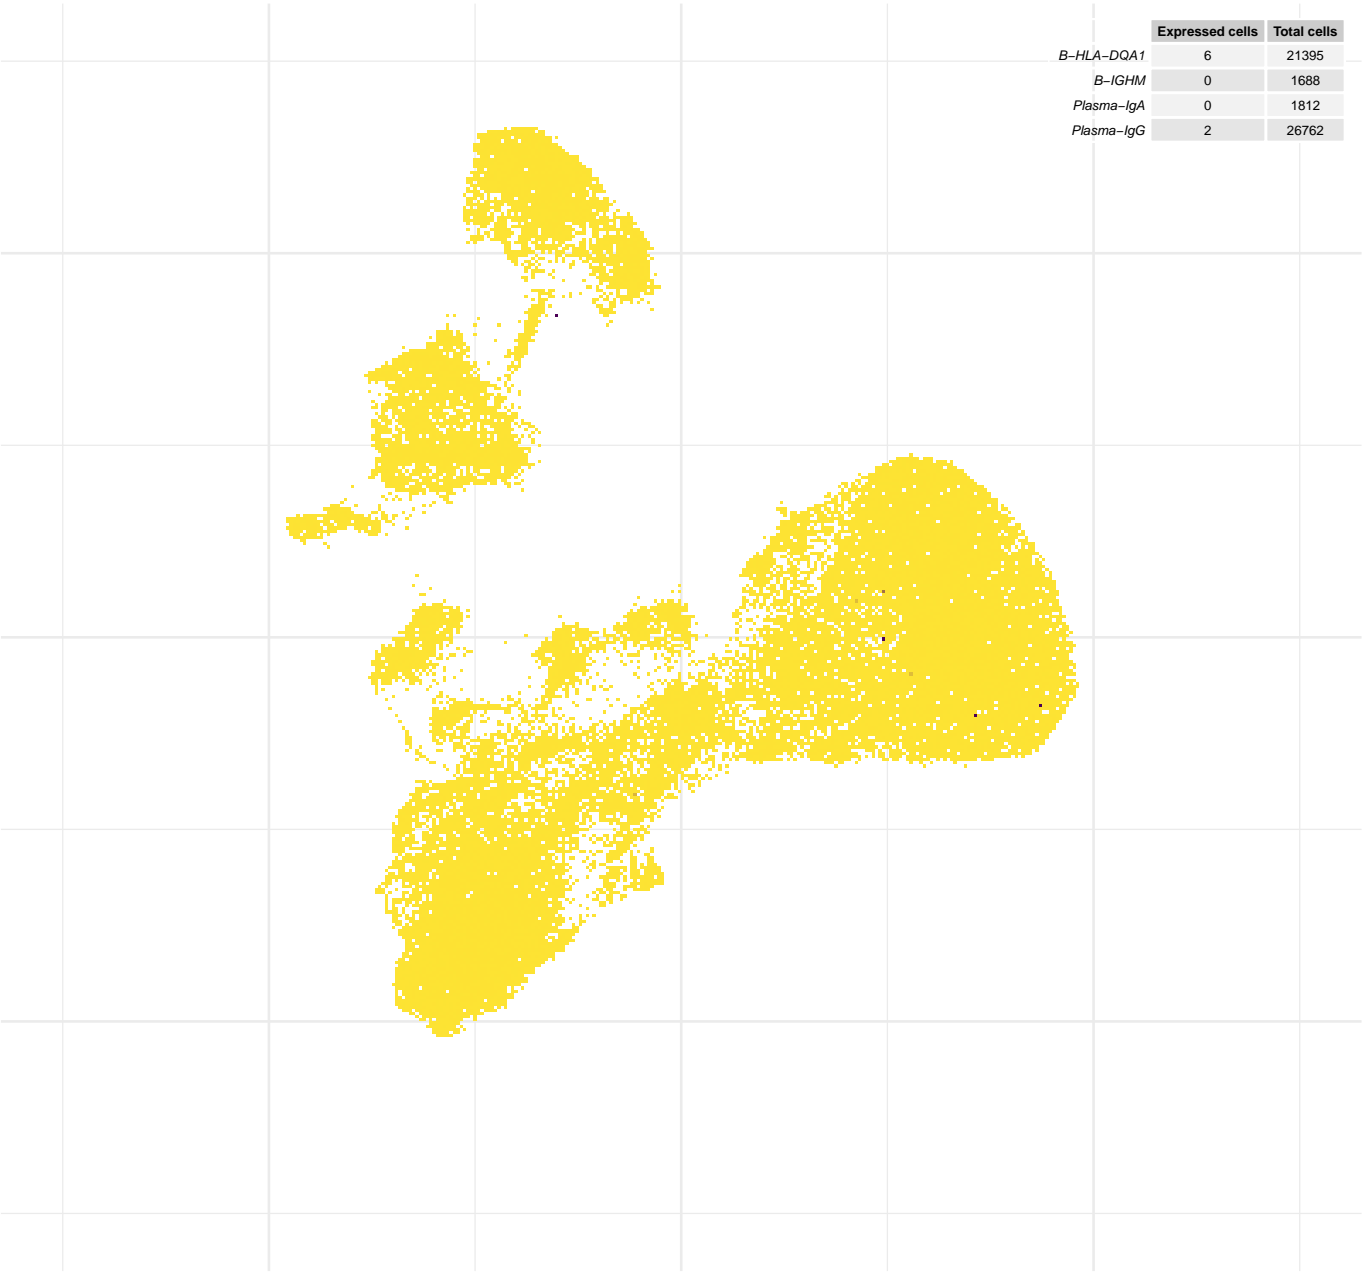 Expressed cells Total cells
B−HLA−DQA1 6 21395
B−IGHM 0 1688
Plasma−IgA 0 1812
Plasma−IgG 2 26762